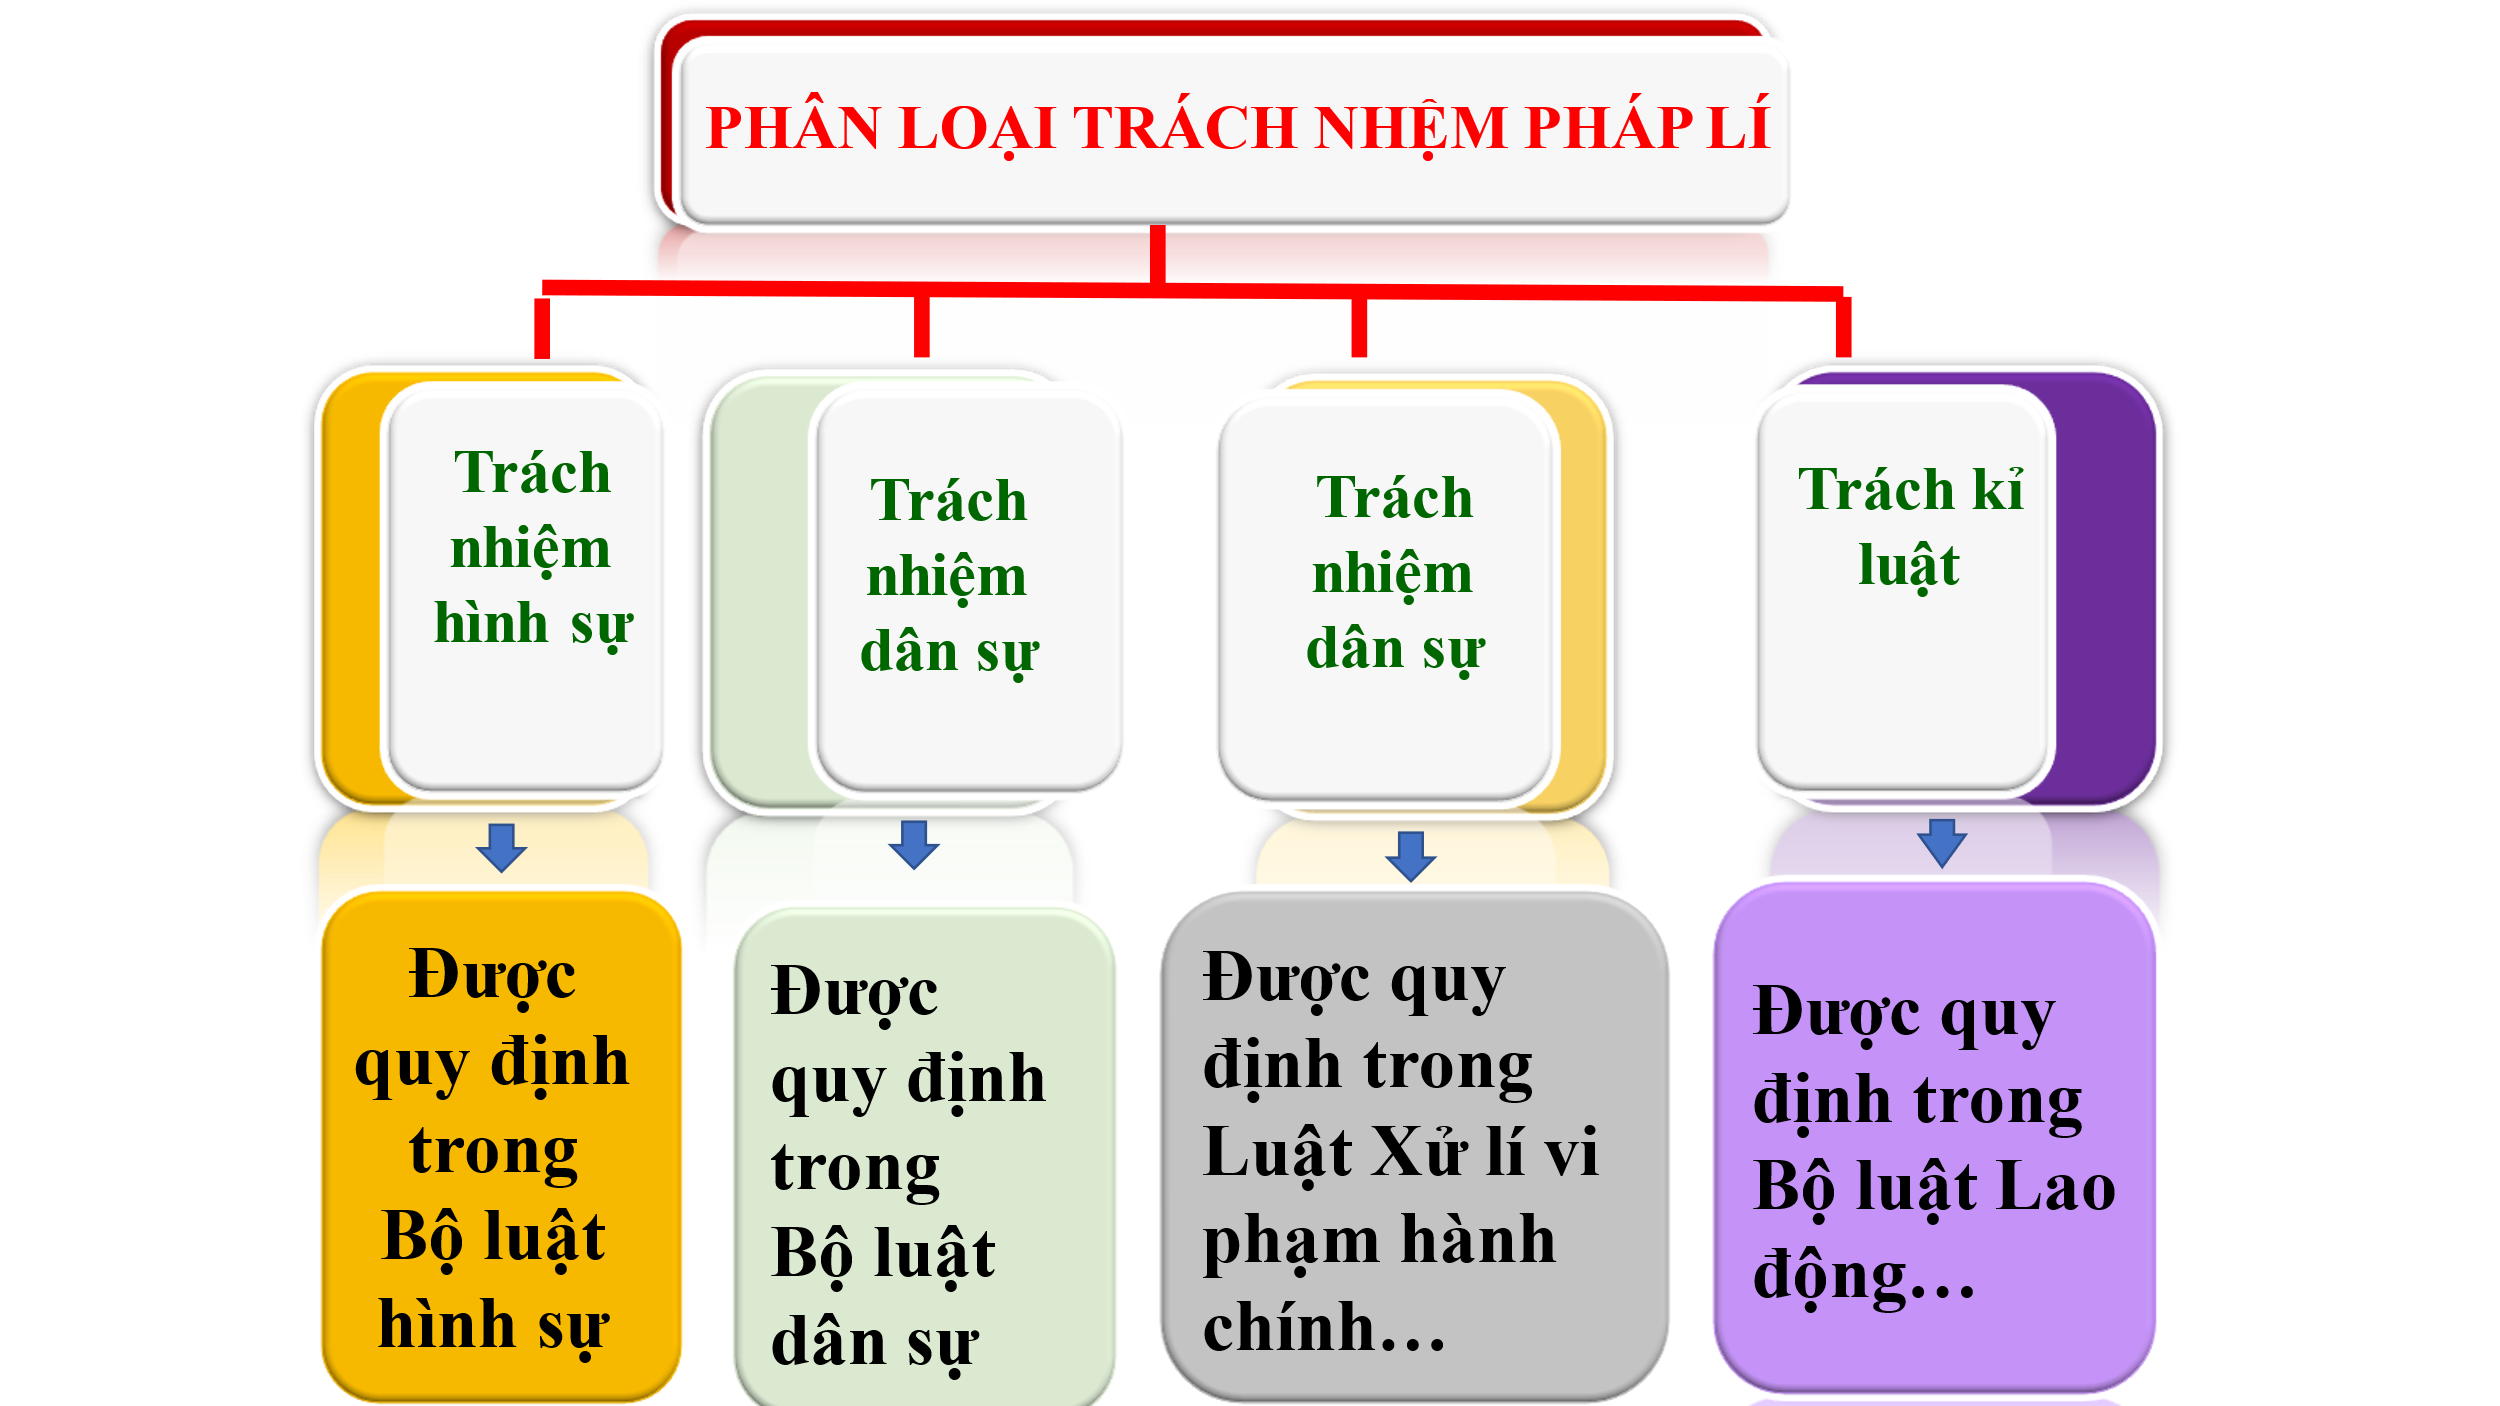 PHÂN LOẠI TRÁCH NHỆM PHÁP LÍ
Trách
nhiệm
hình sự
Trách
nhiệm
dân sự
Trách
nhiệm
dân sự
Trách kỉ
luật
Được
quy định
trong
Bộ luật
hình sự
Được
quy định
trong
Bộ luật
dân sự
Được quy
định trong
Luật Xử lí vi
phạm hành
chính...
Được quy
định trong
Bộ luật Lao
động...